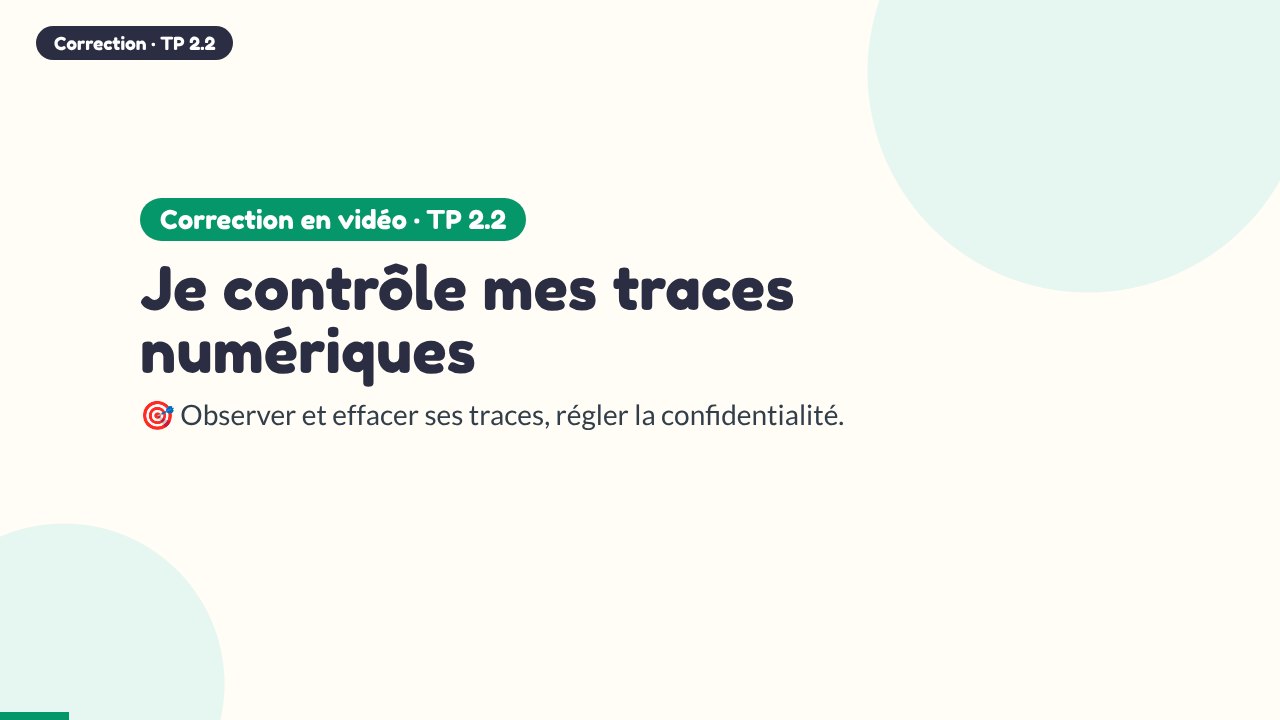 Correction · TP 2.2
Correction en vidéo · TP 2.2
Je contrôle mes traces
numériques
🎯 Observer et effacer ses traces, régler la confidentialité.